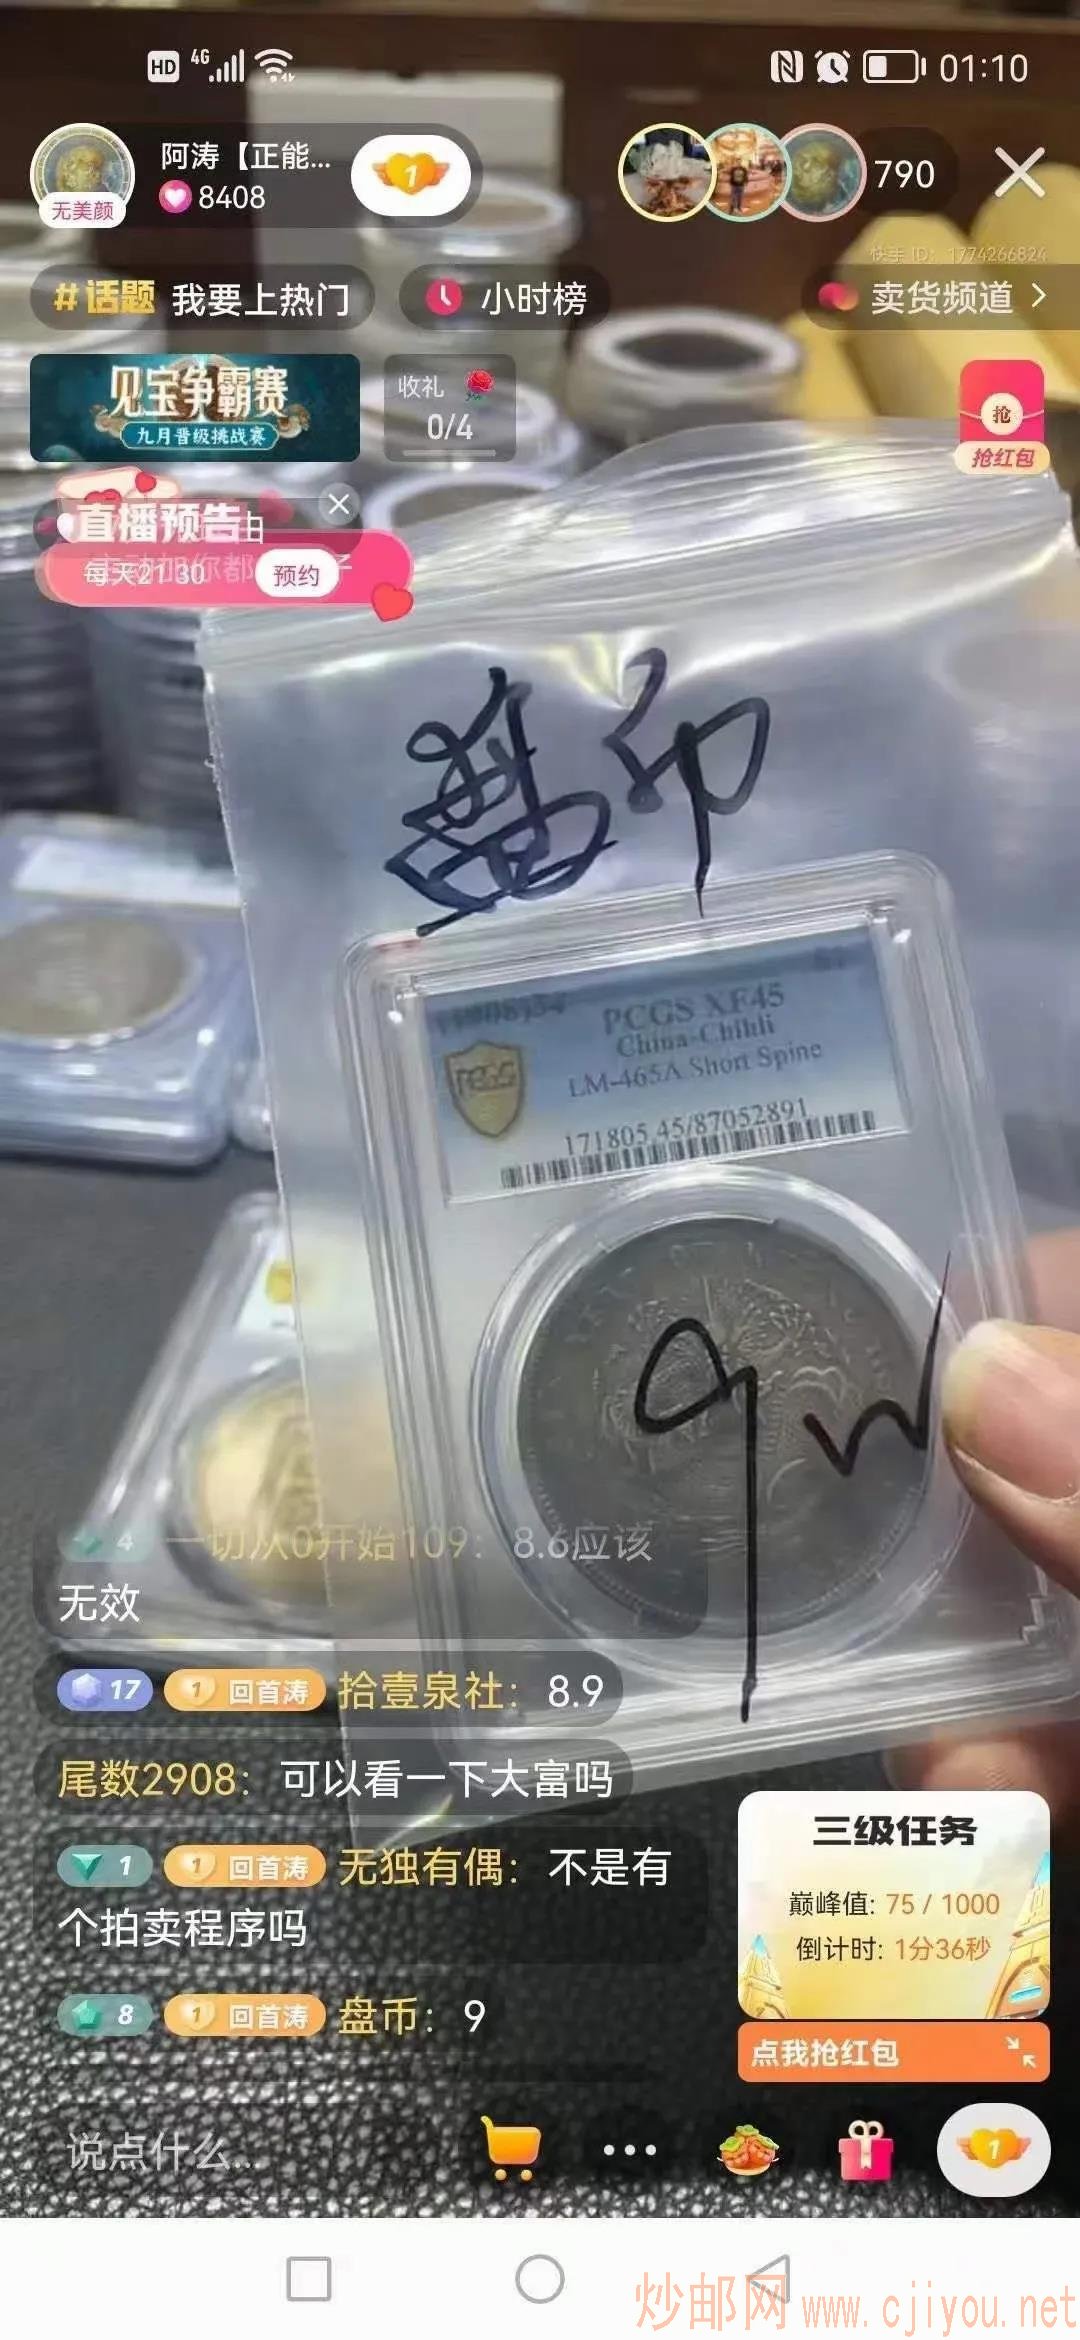 HD 4G 01:10
阿涛【正能... 1 790
无美颜 8408
快手 ID: 1774266824
#话题 我要上热门 小时榜 卖货频道
见宝争霸赛
九月晋级挑战赛
收礼
0/4
抢
抢红包
直播预告
每天21:30 预约
PCGS XF45
China-Chihli
PCGS LM-465A Short Spine
171805.45/87052891
9W
4 一切从0开始109：8.6应该
无效
17 1 回首涛 拾壹泉社：8.9
尾数2908：可以看一下大富吗
1 1 回首涛 无独有偶：不是有
个拍卖程序吗
8 1 回首涛 盘币：9
三级任务
巅峰值: 75 / 1000
倒计时: 1分36秒
点我抢红包
说点什么... 1
炒邮网 www.cjiyou.net